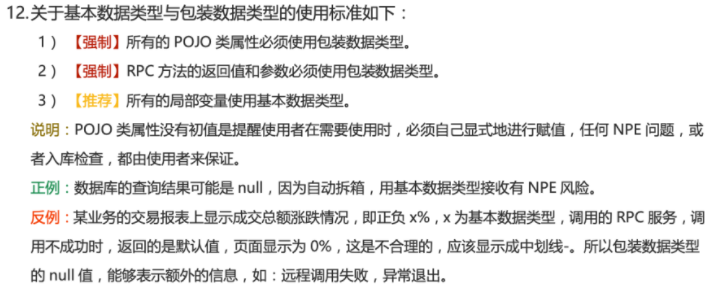 12.关于基本数据类型与包装数据类型的使用标准如下：
1） 【强制】所有的 POJO 类属性必须使用包装数据类型。
2） 【强制】RPC 方法的返回值和参数必须使用包装数据类型。
3） 【推荐】所有的局部变量使用基本数据类型。
说明：POJO 类属性没有初值是提醒使用者在需要使用时，必须自己显式地进行赋值，任何 NPE 问题，或
者入库检查，都由使用者来保证。
正例：数据库的查询结果可能是 null，因为自动拆箱，用基本数据类型接收有 NPE 风险。
反例：某业务的交易报表上显示成交总额涨跌情况，即正负 x%，x 为基本数据类型，调用的 RPC 服务，调
用不成功时，返回的是默认值，页面显示为 0%，这是不合理的，应该显示成中划线-。所以包装数据类型
的 null 值，能够表示额外的信息，如：远程调用失败，异常退出。